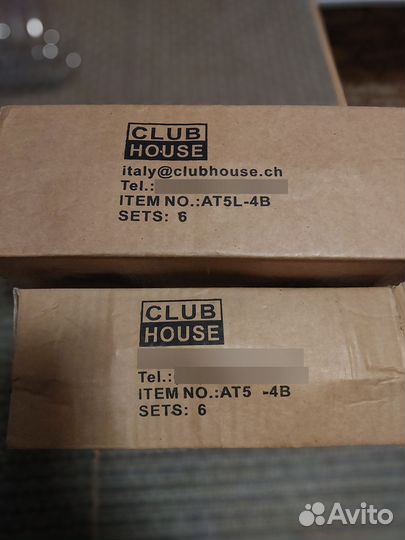 CLUB
HOUSE
italy@clubhouse.ch
Tel.:
ITEM NO.:AT5L-4B
SETS: 6
CLUB
HOUSE
Tel.:
ITEM NO.:AT5 -4B
SETS: 6
Avito